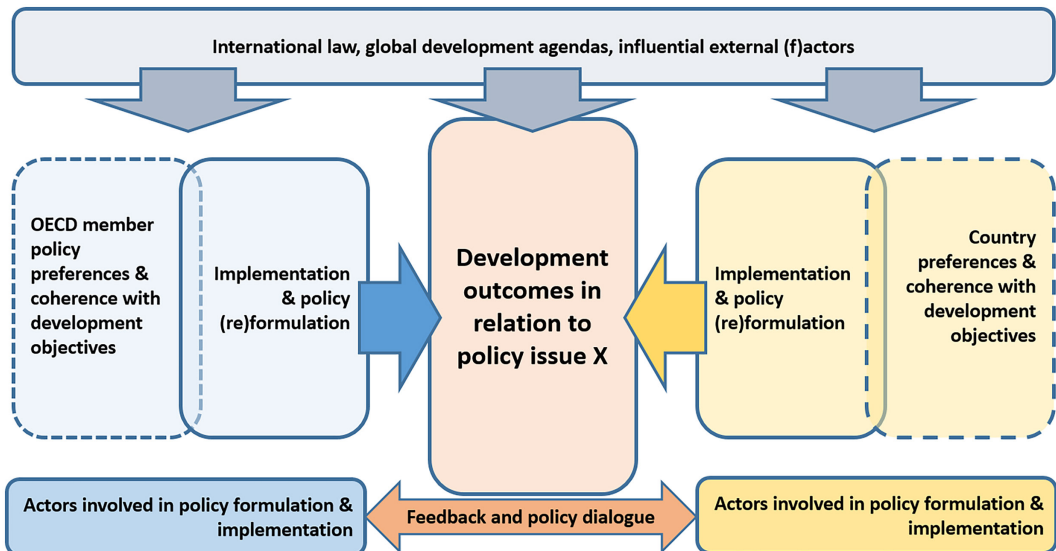 International law, global development agendas, influential external (f)actors
OECD member
policy
preferences &
coherence with
development
objectives
Implementation
& policy
(re)formulation
Development
outcomes in
relation to
policy issue X
Implementation
& policy
(re)formulation
Country
preferences &
coherence with
development
objectives
Actors involved in policy formulation &
implementation
Feedback and policy dialogue
Actors involved in policy formulation &
implementation